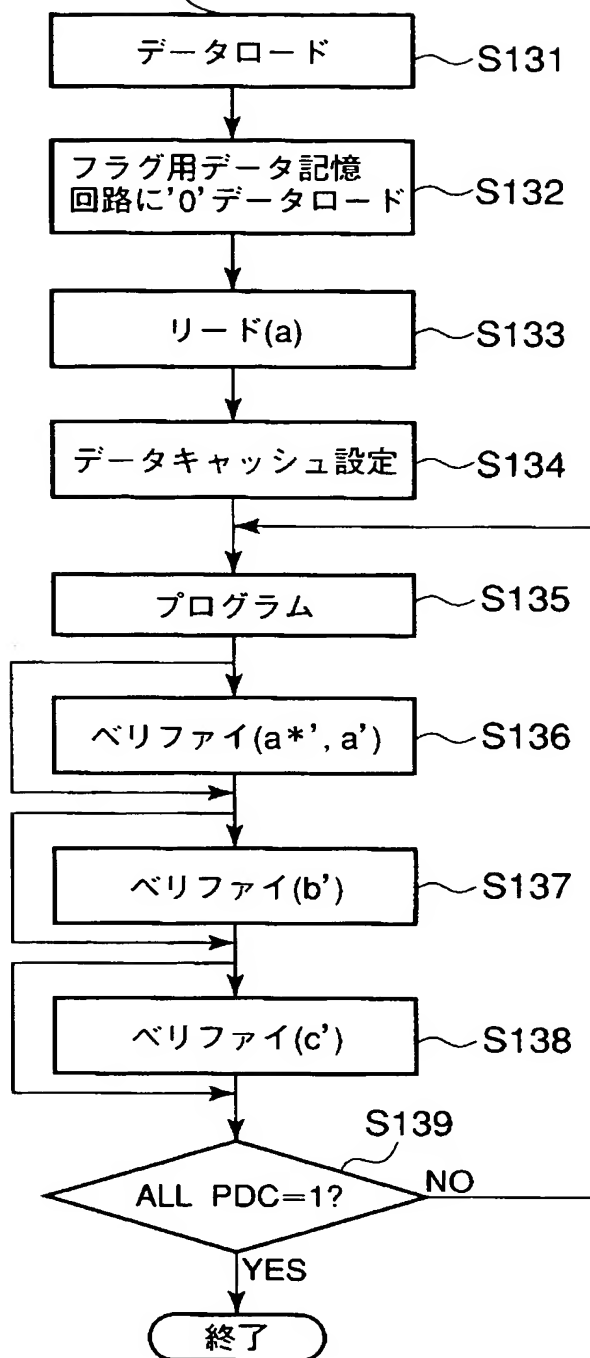 データロード
S131
フラグ用データ記憶
回路に'0'データロード
S132
リード(a)
S133
データキャッシュ設定
S134
プログラム
S135
ベリファイ(a*', a')
S136
ベリファイ(b')
S137
ベリファイ(c')
S138
S139
ALL PDC=1?
NO
YES
終了